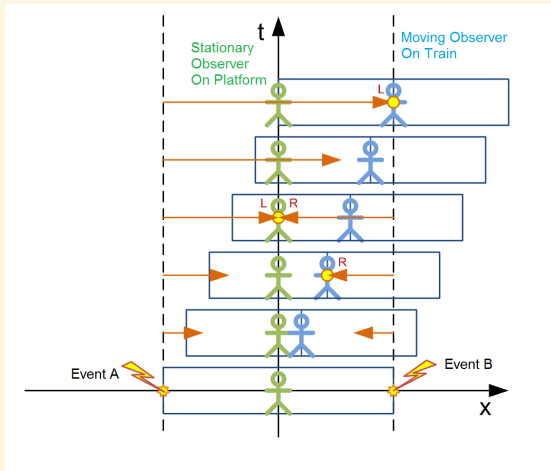 t
Stationary
Observer
On Platform
Moving Observer
On Train
L
L R
R
Event A
Event B
x